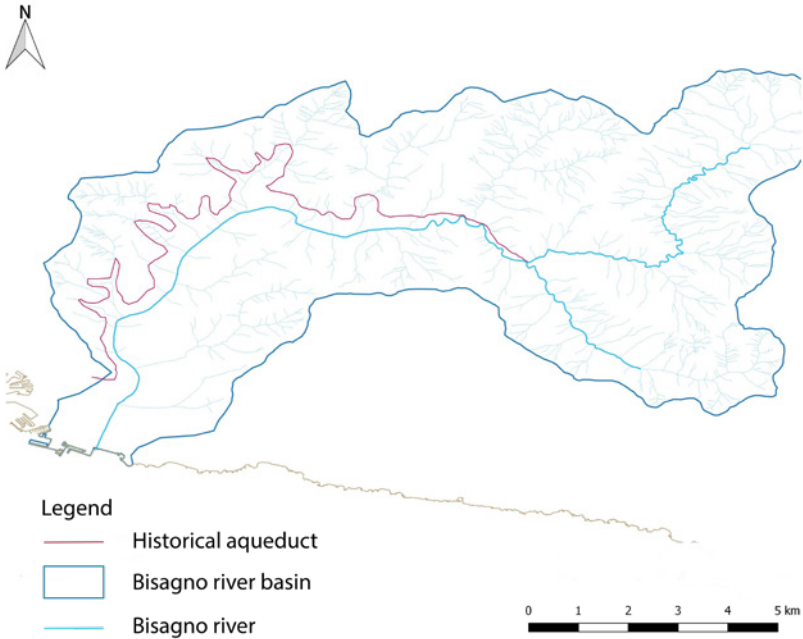 N
Legend
Historical aqueduct
Bisagno river basin
Bisagno river
0 1 2 3 4 5 km